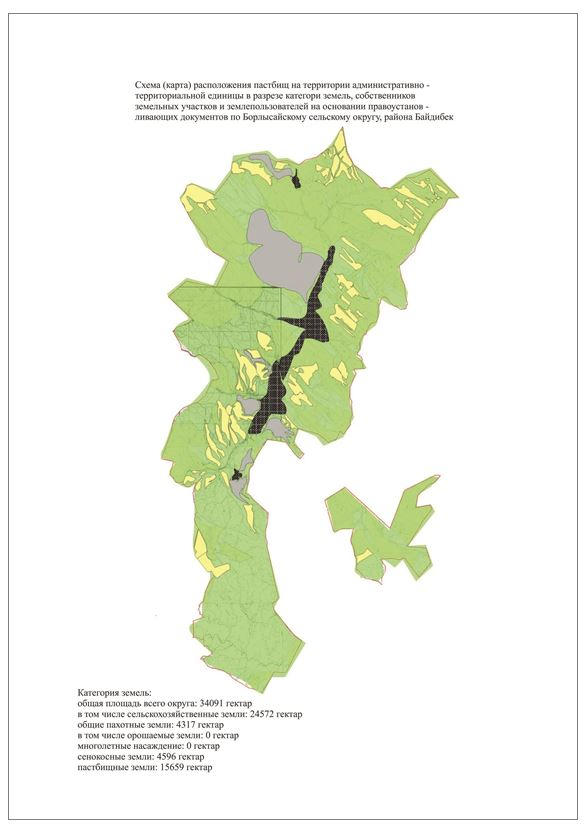 Схема (карта) расположения пастбищ на территории административно -
территориальной единицы в разрезе категори земель, собственников
земельных участков и землепользователей на основании правоустанов -
ливающих документов по Борлысайскому сельскому округу, района Байдибек
Категория земель:
общая площадь всего округа: 34091 гектар
в том числе сельскохозяйственные земли: 24572 гектар
общие пахотные земли: 4317 гектар
в том числе орошаемые земли: 0 гектар
многолетные насаждение: 0 гектар
сенокосные земли: 4596 гектар
пастбищные земли: 15659 гектар